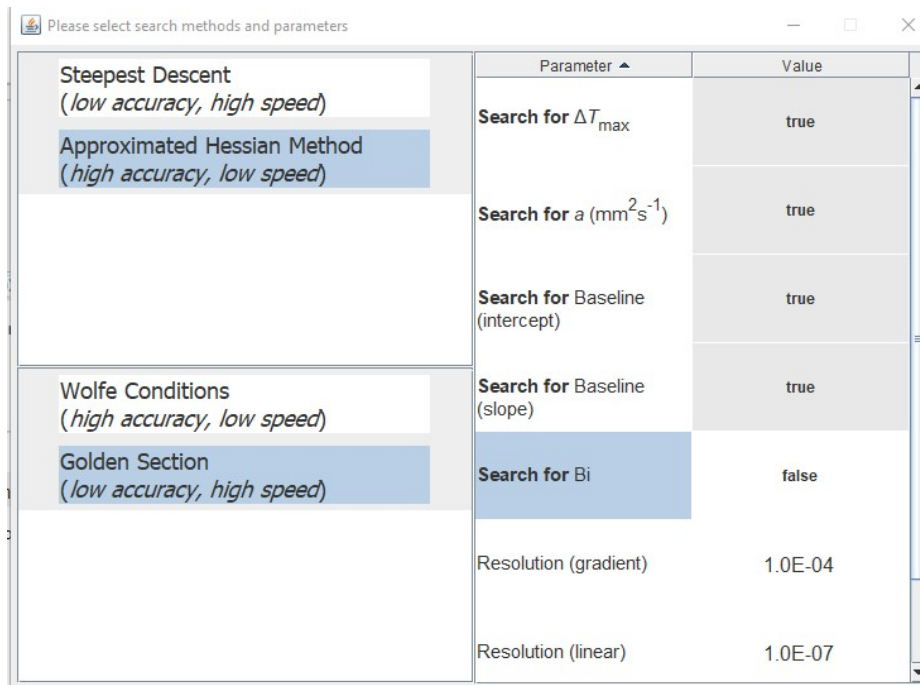 Please select search methods and parameters
Steepest Descent
(low accuracy, high speed)
Approximated Hessian Method
(high accuracy, low speed)
Wolfe Conditions
(high accuracy, low speed)
Golden Section
(low accuracy, high speed)
Parameter Value
Search for ΔTmax true
Search for a (mm²s⁻¹) true
Search for Baseline
(intercept) true
Search for Baseline
(slope) true
Search for Bi false
Resolution (gradient) 1.0E-04
Resolution (linear) 1.0E-07